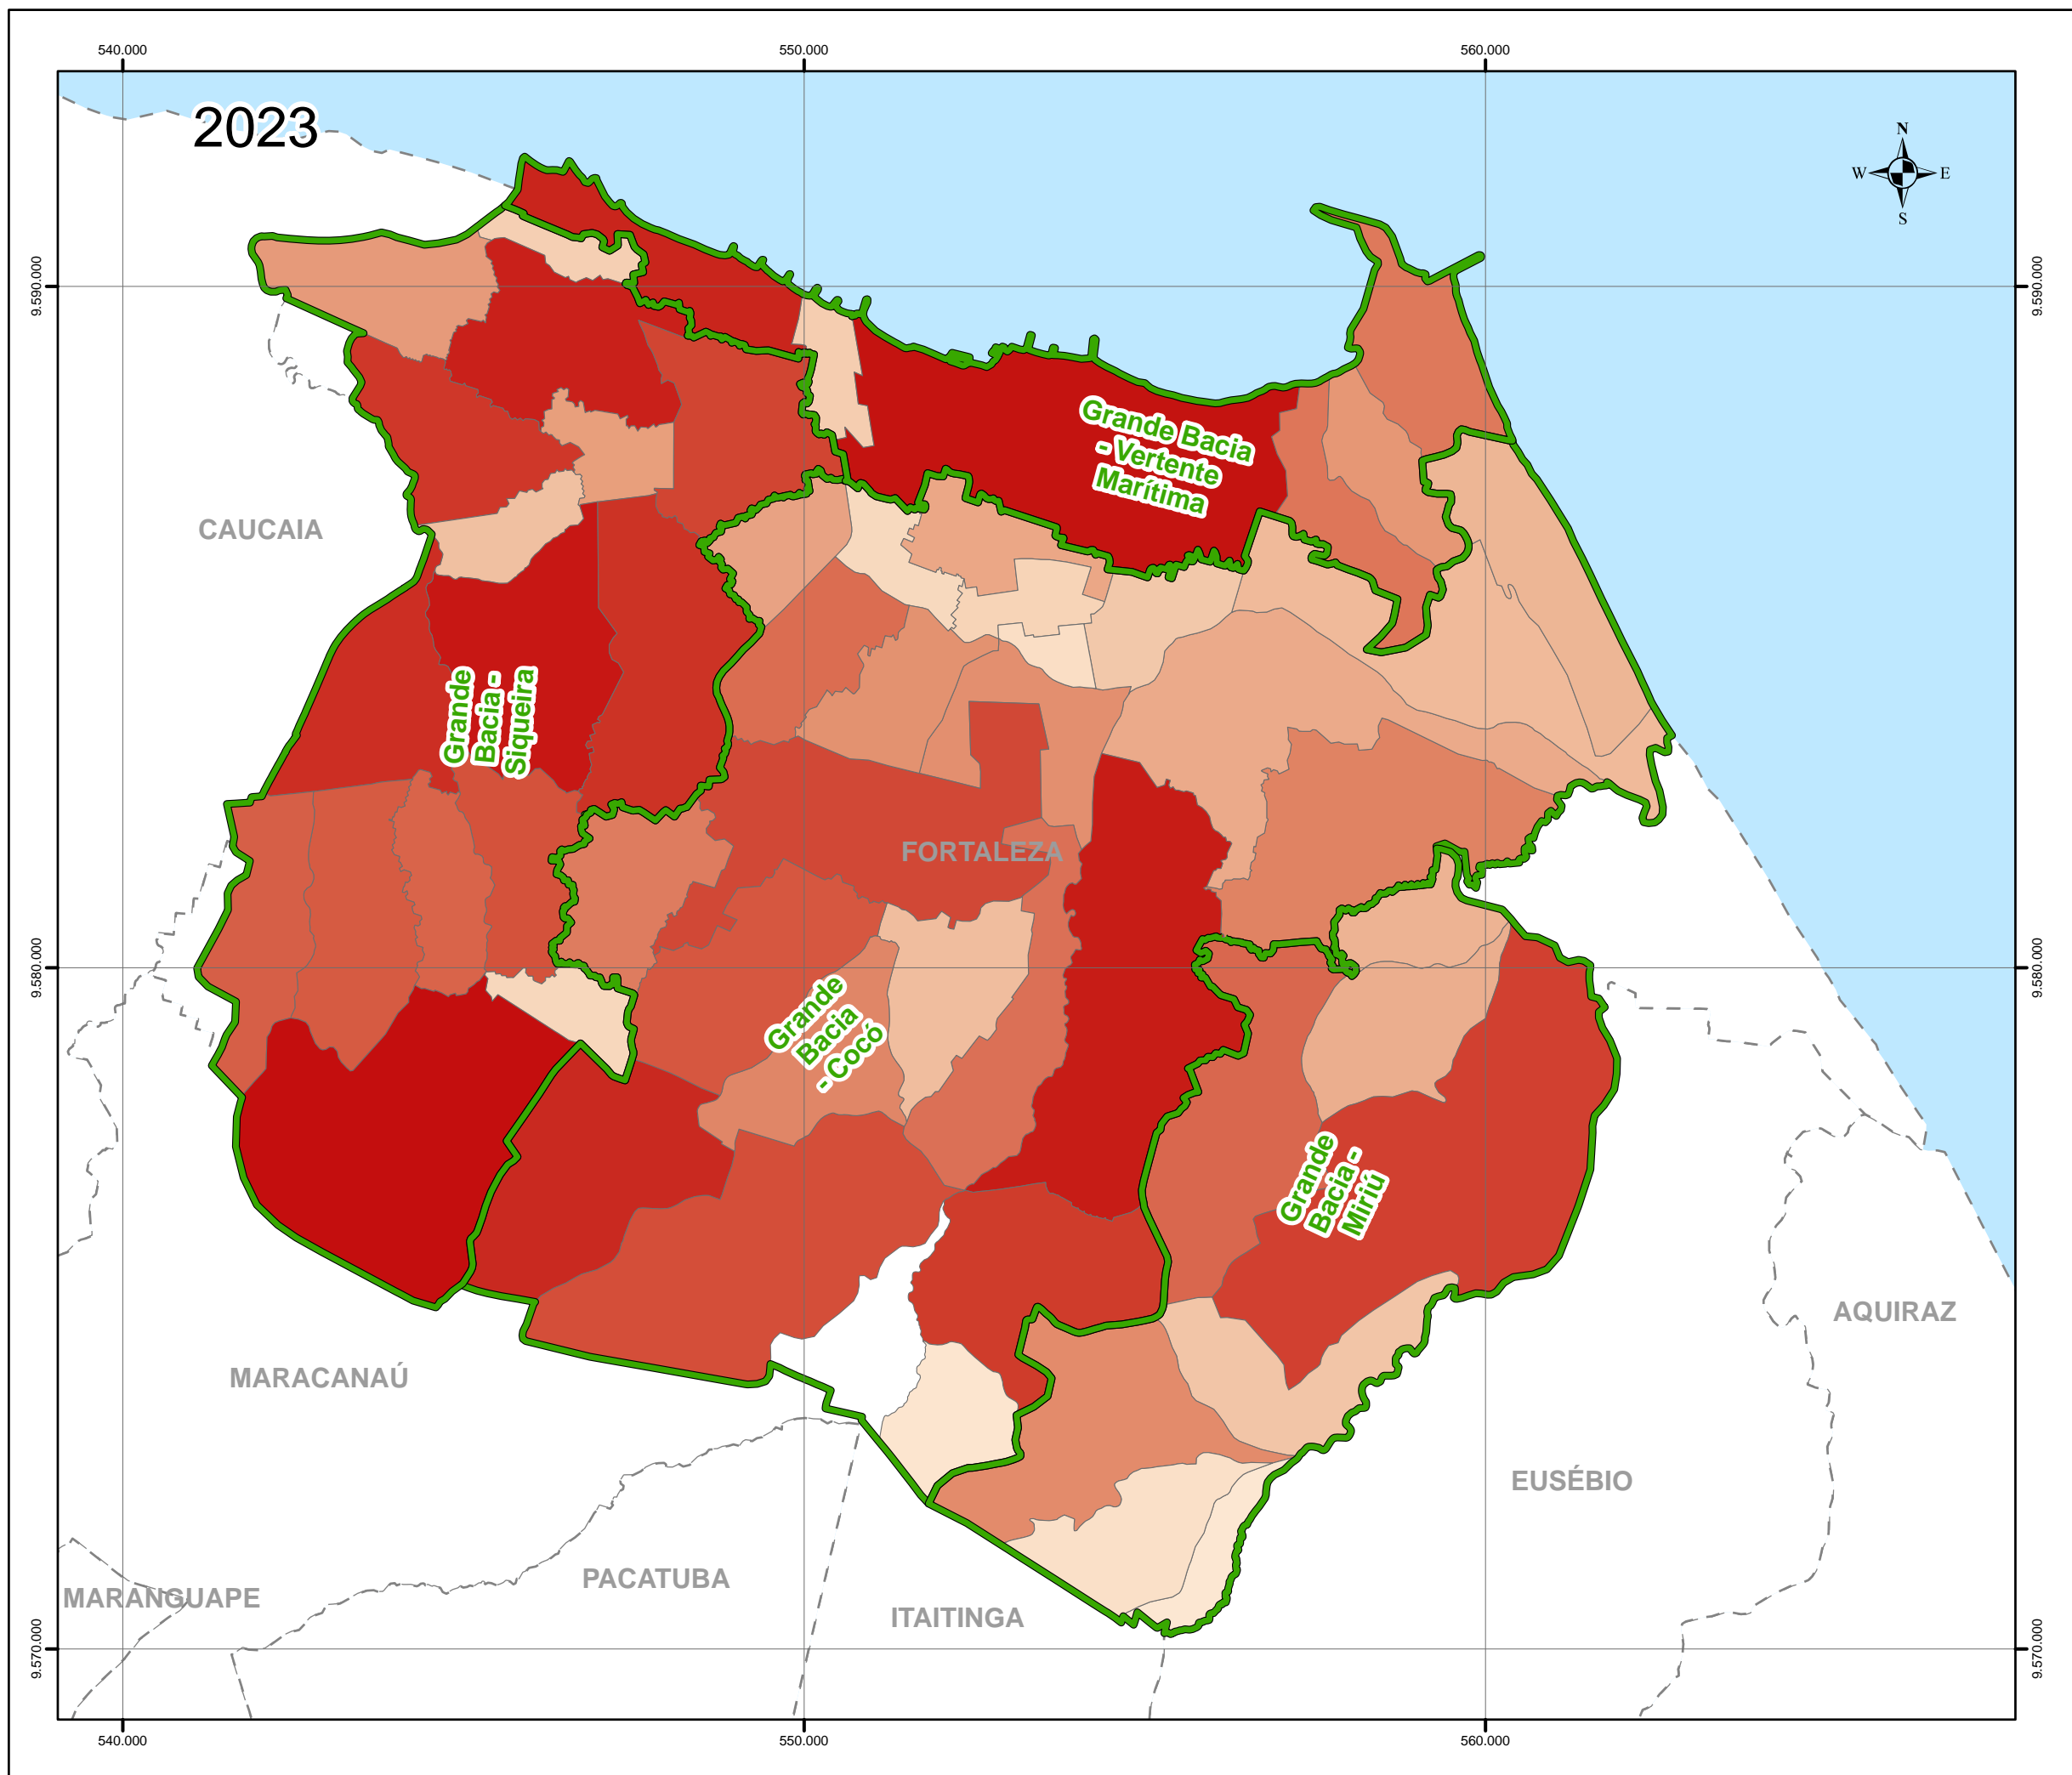 540.000
550.000
560.000
2023
N
W
E
S
9.590.000
9.590.000
Grande Bacia
- Vertente
Marítima
CAUCAIA
Grande
Bacia -
Siqueira
FORTALEZA
9.580.000
9.580.000
Grande
Bacia
- Cocó
Grande
Bacia -
Miriú
AQUIRAZ
MARACANAÚ
EUSÉBIO
PACATUBA
MARANGUAPE
ITAITINGA
9.570.000
9.570.000
540.000
550.000
560.000